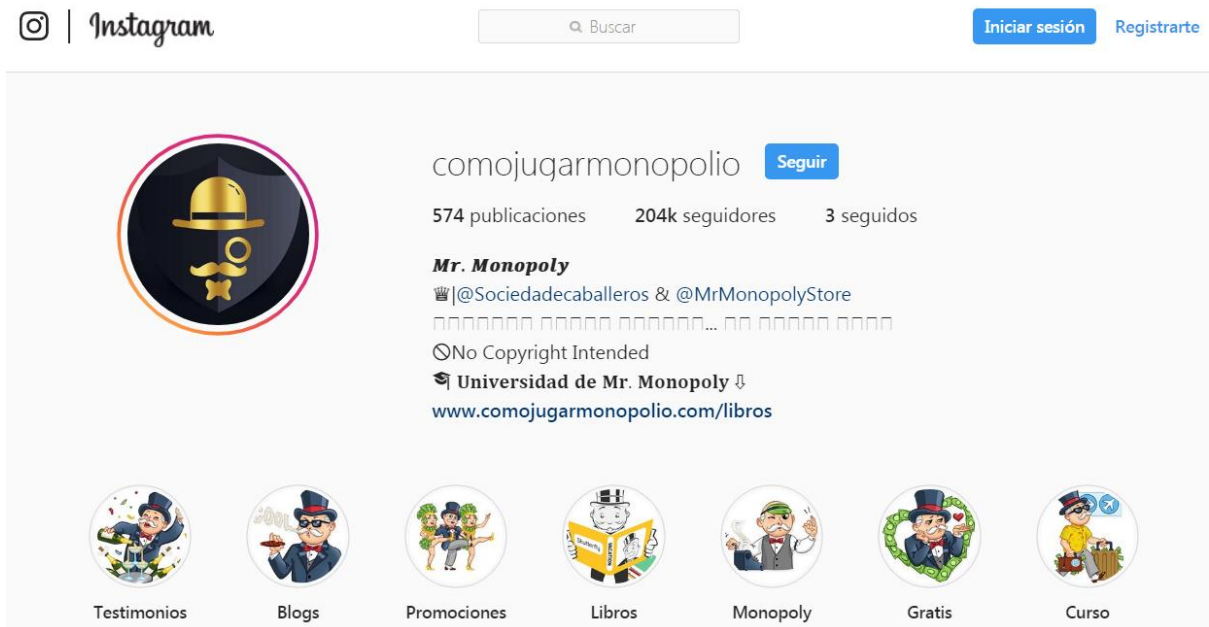 Instagram
Buscar
Iniciar sesión
Registrarte
comojugarmonopolio
Seguir
574 publicaciones 204k seguidores 3 seguidos
Mr. Monopoly
♕|@Sociedadecaballeros & @MrMonopolyStore
🚫No Copyright Intended
🎓 Universidad de Mr. Monopoly ⇩
www.comojugarmonopolio.com/libros
Testimonios
Blogs
Promociones
Libros
Monopoly
Gratis
Curso